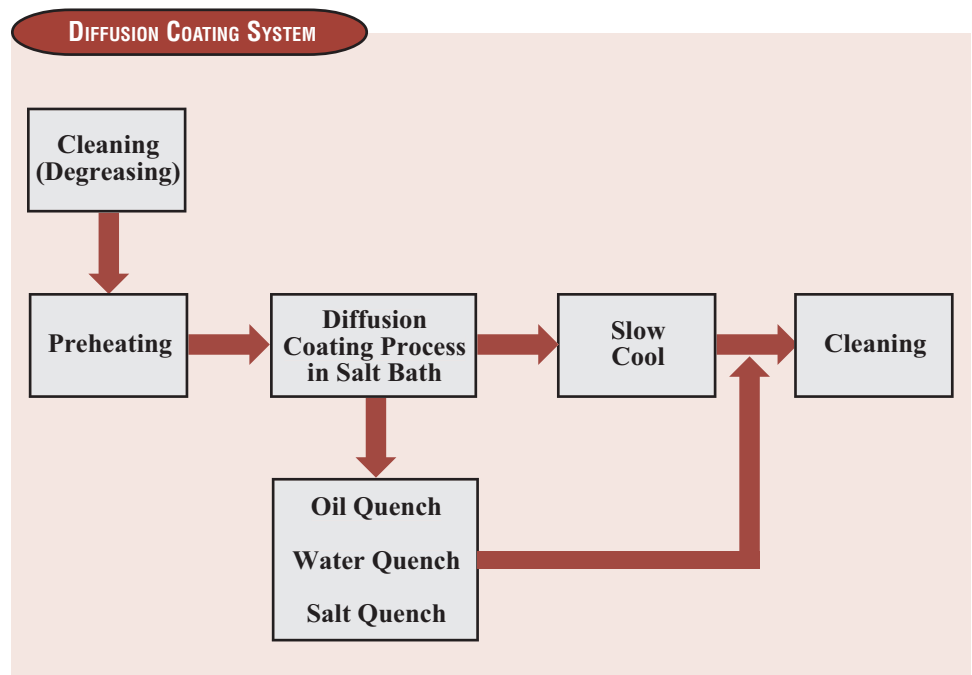 DIFFUSION COATING SYSTEM
Cleaning
(Degreasing)
Preheating
Diffusion
Coating Process
in Salt Bath
Slow
Cool
Cleaning
Oil Quench
Water Quench
Salt Quench